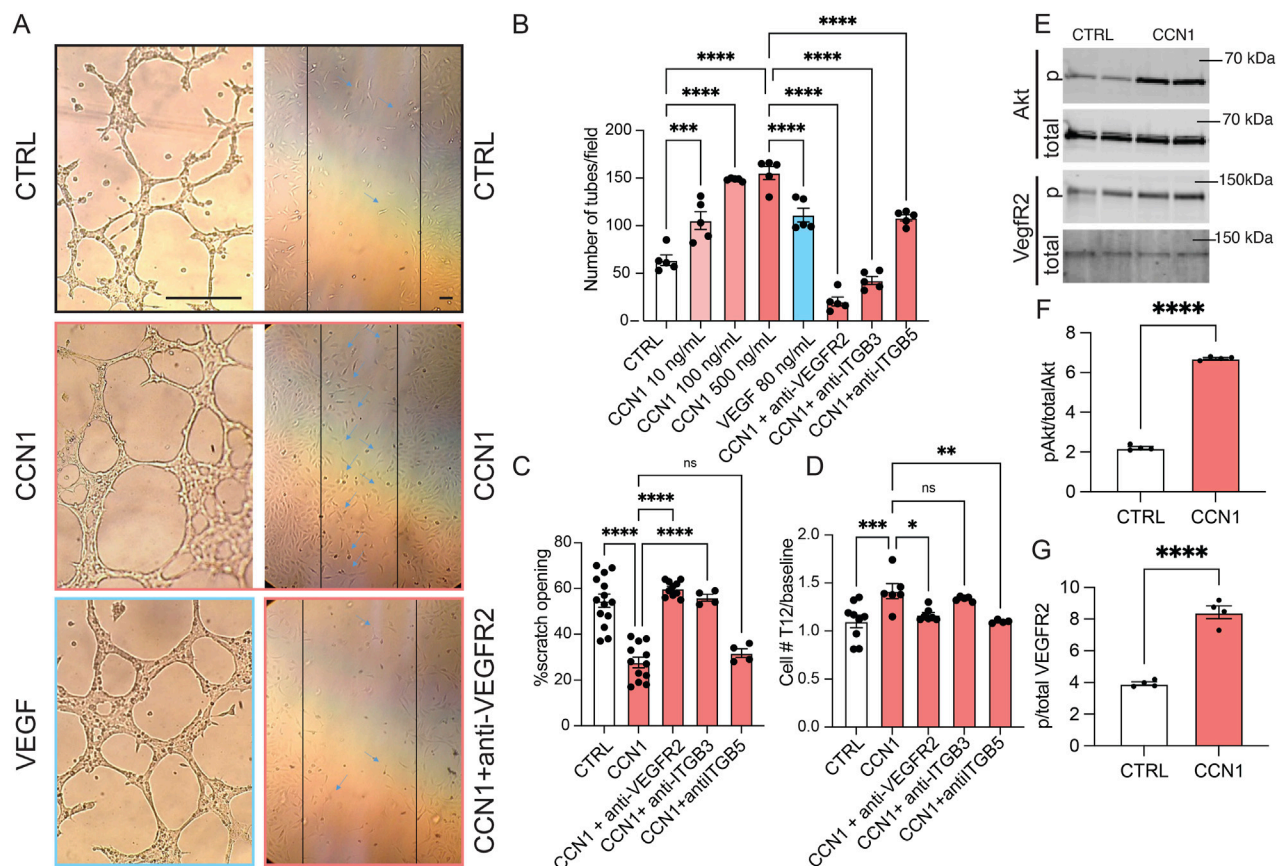 A
CTRL
CTRL
CCN1
CCN1
VEGF
CCN1+anti-VEGFR2
B
****
****
****
****
****
***
****
****
Number of tubes/field
200
150
100
50
0
CTRL
CCN1 10 ng/mL
CCN1 100 ng/mL
CCN1 500 ng/mL
VEGF 80 ng/mL
CCN1 + anti-VEGFR2
CCN1 + anti-ITGB3
CCN1+anti-ITGB5
C
ns
****
****
****
%scratch opening
80
60
40
20
0
CTRL
CCN1
CCN1 + anti-VEGFR2
CCN1+ anti-ITGB3
CCN1+antiITGB5
D
**
ns
***
*
Cell # T12/baseline
2.0
1.5
1.0
0.5
0.0
CTRL
CCN1
CCN1 + anti-VEGFR2
CCN1+ anti-ITGB3
CCN1+antiITGB5
E
CTRL
CCN1
Akt
p
70 kDa
total
70 kDa
VegfR2
p
150kDa
total
150 kDa
F
****
pAkt/totalAkt
8
6
4
2
0
CTRL
CCN1
G
****
p/total VEGFR2
10
8
6
4
2
0
CTRL
CCN1